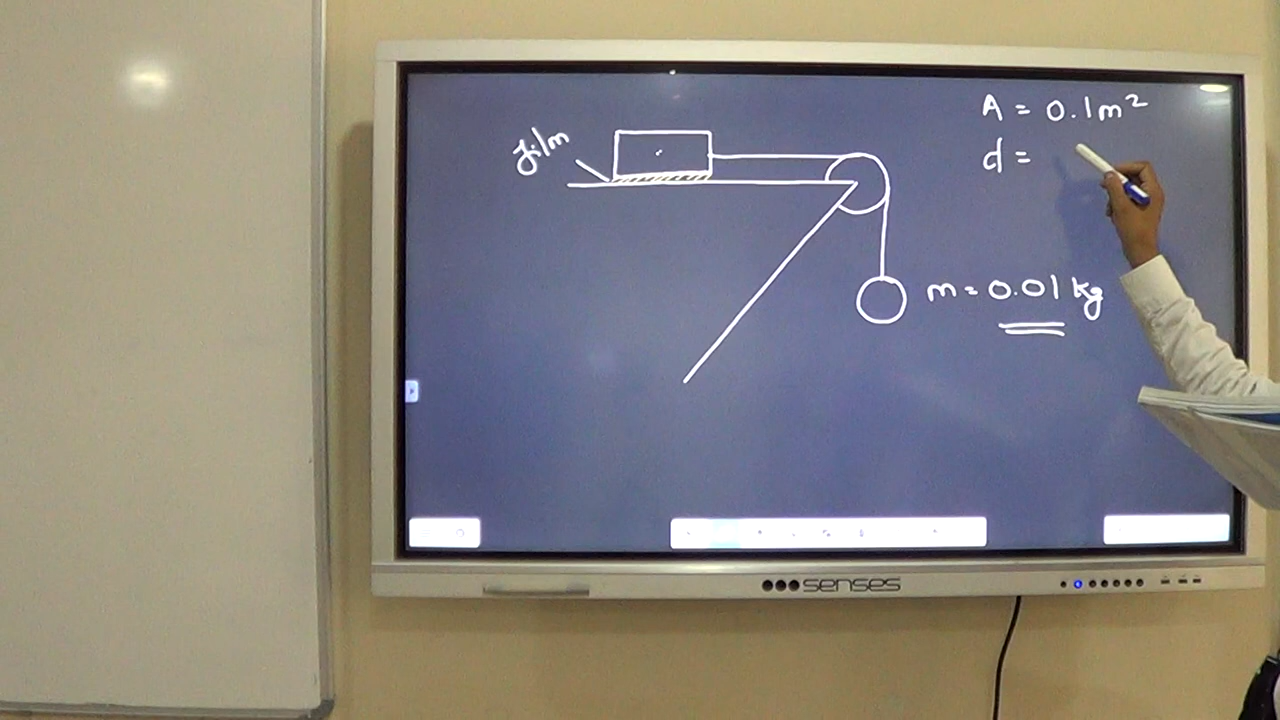 A = 0.1m²
film
d =
m = 0.01 kg
senses